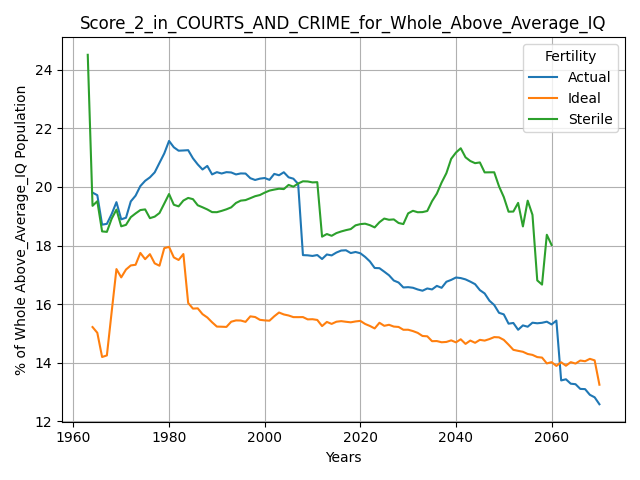 Score_2_in_COURTS_AND_CRIME_for_Whole_Above_Average_IQ
Fertility
Actual
Ideal
Sterile
% of Whole Above_Average_IQ Population
24
22
20
18
16
14
12
1960
1980
2000
2020
2040
2060
Years